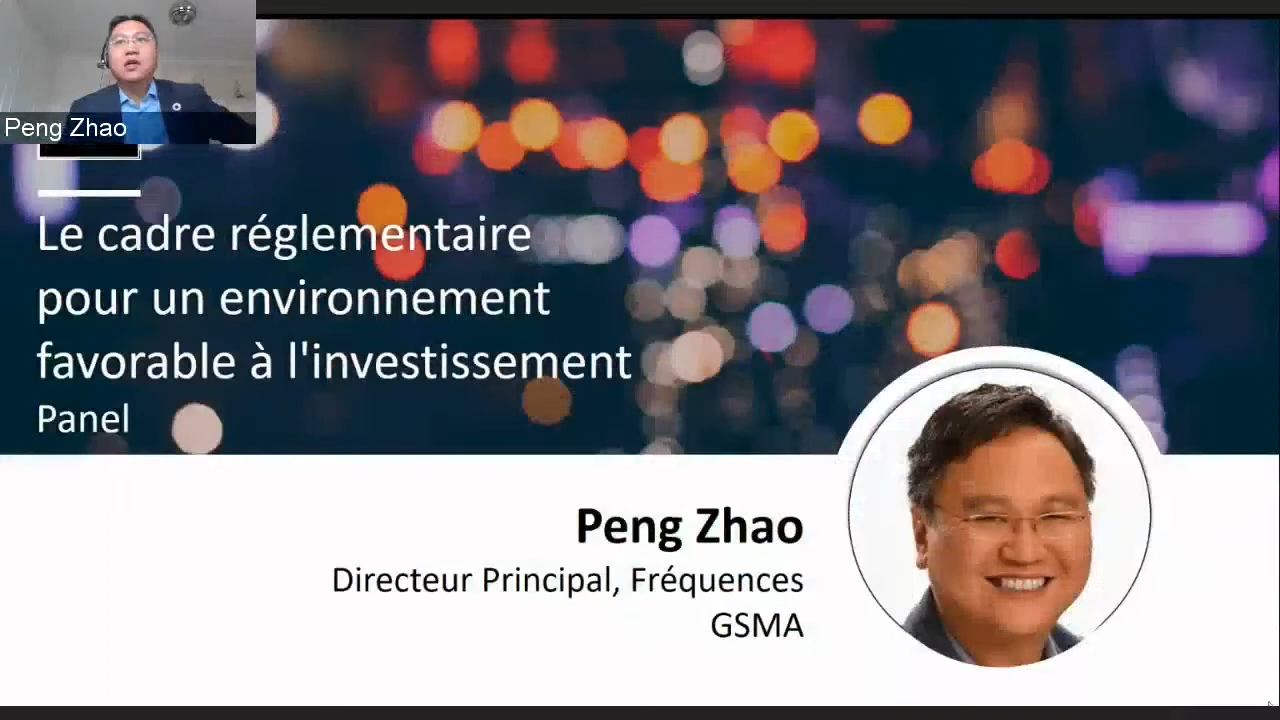 Peng Zhao
Le cadre réglementaire
pour un environnement
favorable à l'investissement
Panel
Peng Zhao
Directeur Principal, Fréquences
GSMA